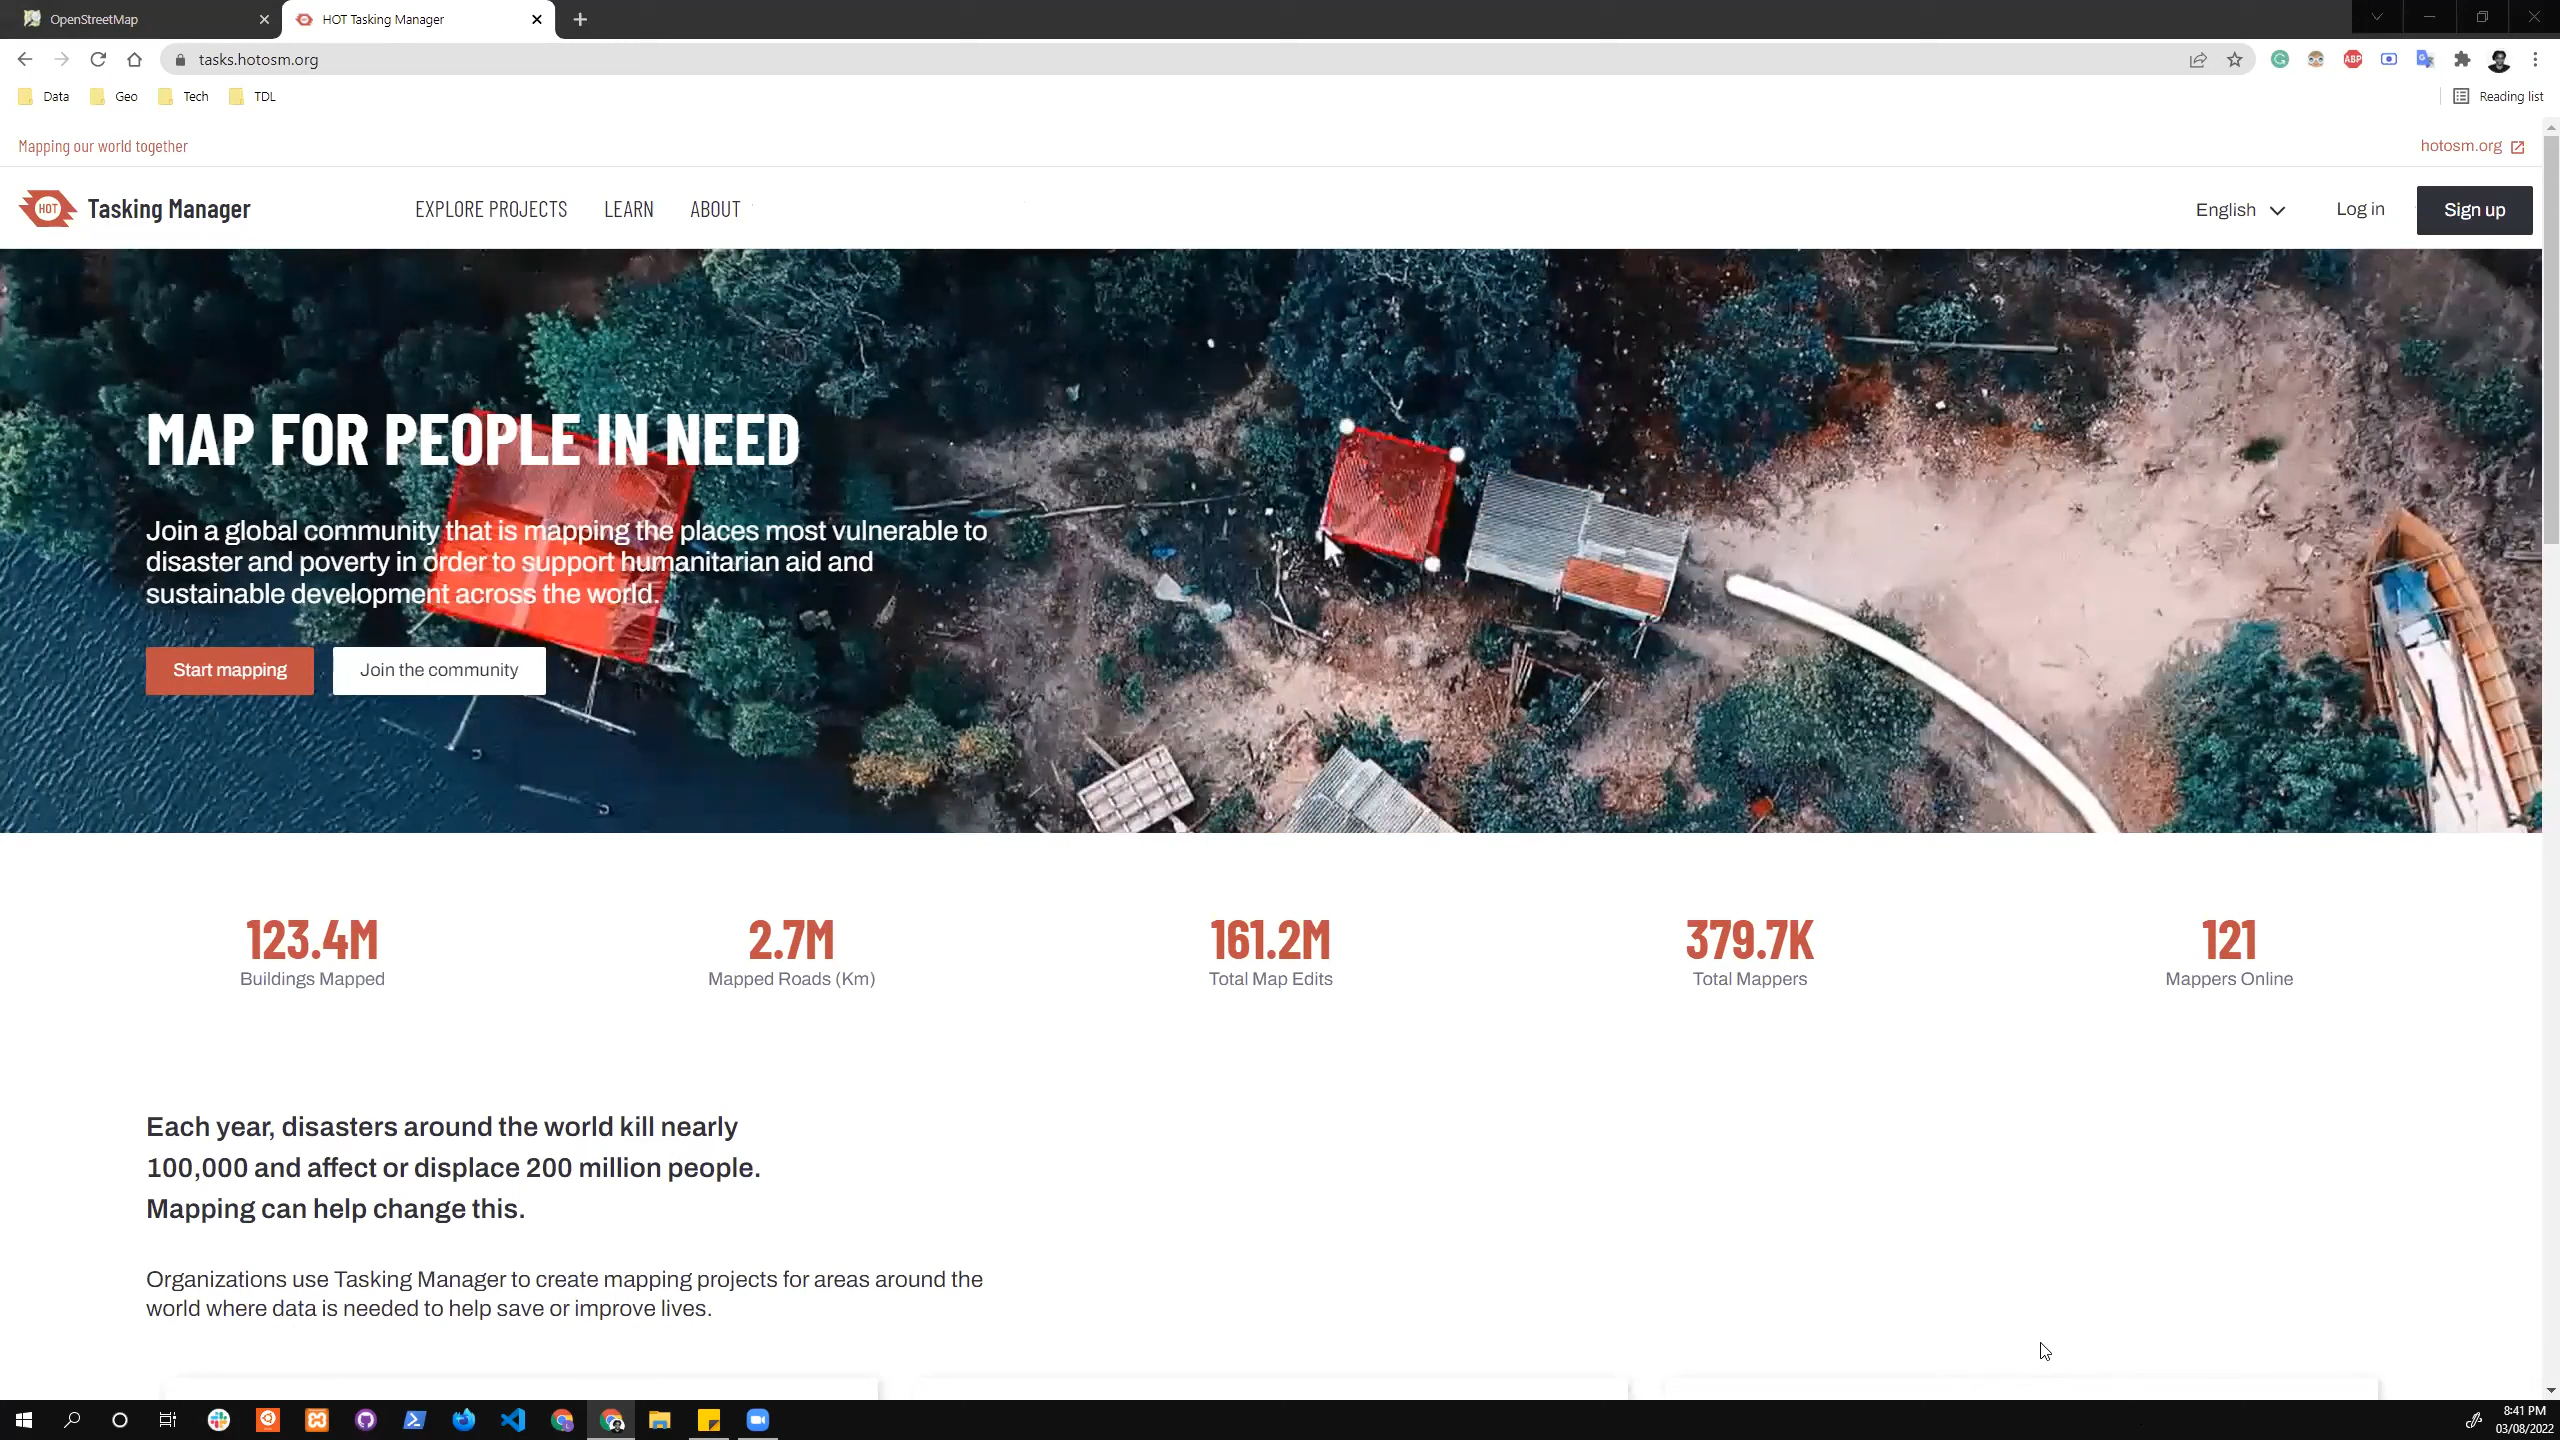 OpenStreetMap
HOT Tasking Manager
tasks.hotosm.org
ABP
Data
Geo
Tech
TDL
Reading list
Mapping our world together
hotosm.org
HOT
Tasking Manager
EXPLORE PROJECTS
LEARN
ABOUT
English
Log in
Sign up
MAP FOR PEOPLE IN NEED
Join a global community that is mapping the places most vulnerable to
disaster and poverty in order to support humanitarian aid and
sustainable development across the world.
Start mapping
Join the community
123.4M
Buildings Mapped
2.7M
Mapped Roads (Km)
161.2M
Total Map Edits
379.7K
Total Mappers
121
Mappers Online
Each year, disasters around the world kill nearly
100,000 and affect or displace 200 million people.
Mapping can help change this.
Organizations use Tasking Manager to create mapping projects for areas around the
world where data is needed to help save or improve lives.
8:41 PM
03/08/2022